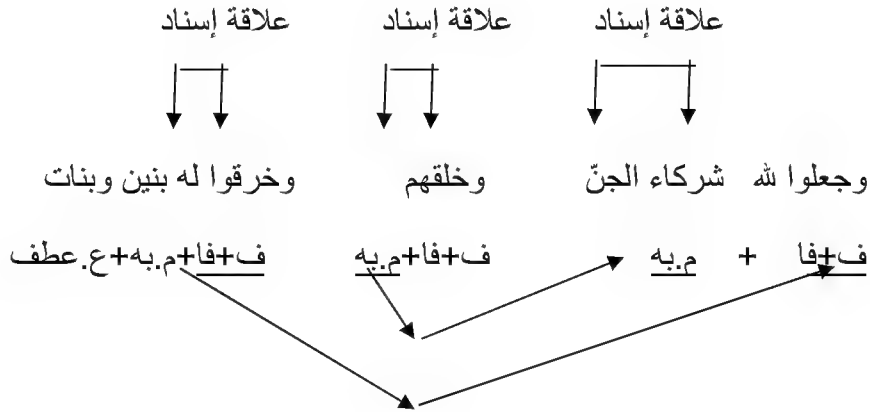 علاقة إسناد علاقة إسناد علاقة إسناد
وجعلوا لله شركاء الجنّ وخلقهم وخرقوا له بنين وبنات
ف+فا + م.به ف+فا+م.به ف+فا+م.به+ع.عطف